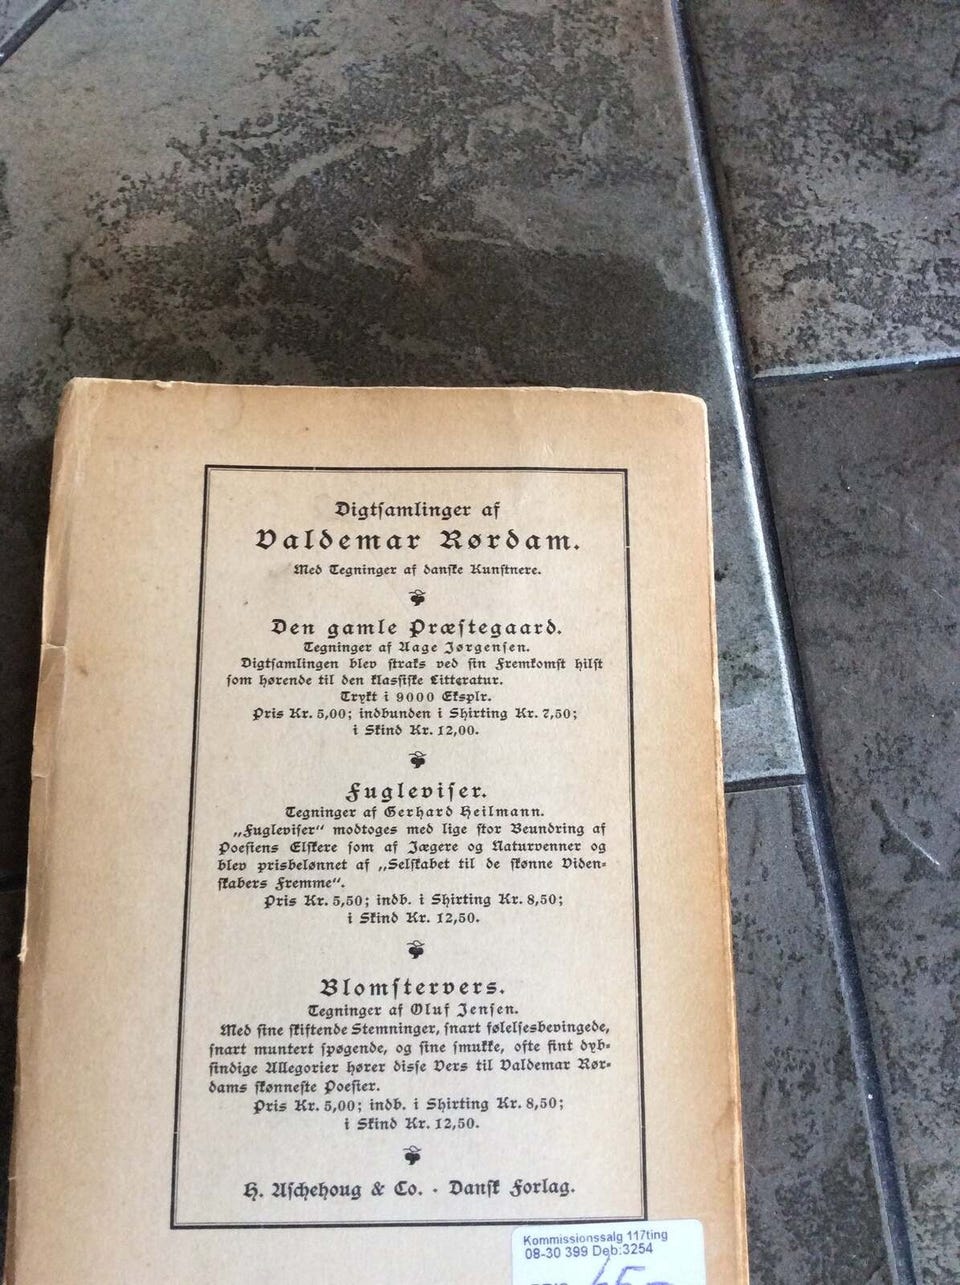 Digtſamlinger af
Valdemar Rørdam.
Med Tegninger af danſke Kunſtnere.
Den gamle Præſtegaard.
Tegninger af Aage Jørgenſen.
Digtſamlingen blev ſtraks ved ſin Fremkomſt hilſt
ſom hørende til den klasſiſke Litteratur.
Trykt i 9000 Eksplr.
Pris Kr. 5,00; indbunden i Shirting Kr. 7,50;
i Skind Kr. 12,00.
Fugleviſer.
Tegninger af Gerhard Heilmann.
„Fugleviſer“ modtoges med lige ſtor Beundring af
Poeſiens Elſkere ſom af Jægere og Naturvenner og
blev prisbelønnet af „Selſkabet til de ſkønne Viden-
ſkabers Fremme“.
Pris Kr. 5,50; indb. i Shirting Kr. 8,50;
i Skind Kr. 12,50.
Blomſtervers.
Tegninger af Oluf Jenſen.
Med ſine ſkiftende Stemninger, ſnart følelſesbevingede,
ſnart muntert ſpøgende, og ſine ſmukke, ofte ſint dyb-
ſindige Allegorier hører disſe Vers til Valdemar Rør-
dams ſkønneſte Poeſier.
Pris Kr. 5,00; indb. i Shirting Kr. 8,50;
i Skind Kr. 12,50.
H. Aſchehoug & Co. · Danſk Forlag.
Kommissionssalg 117ting
08-30 399 Deb:3254